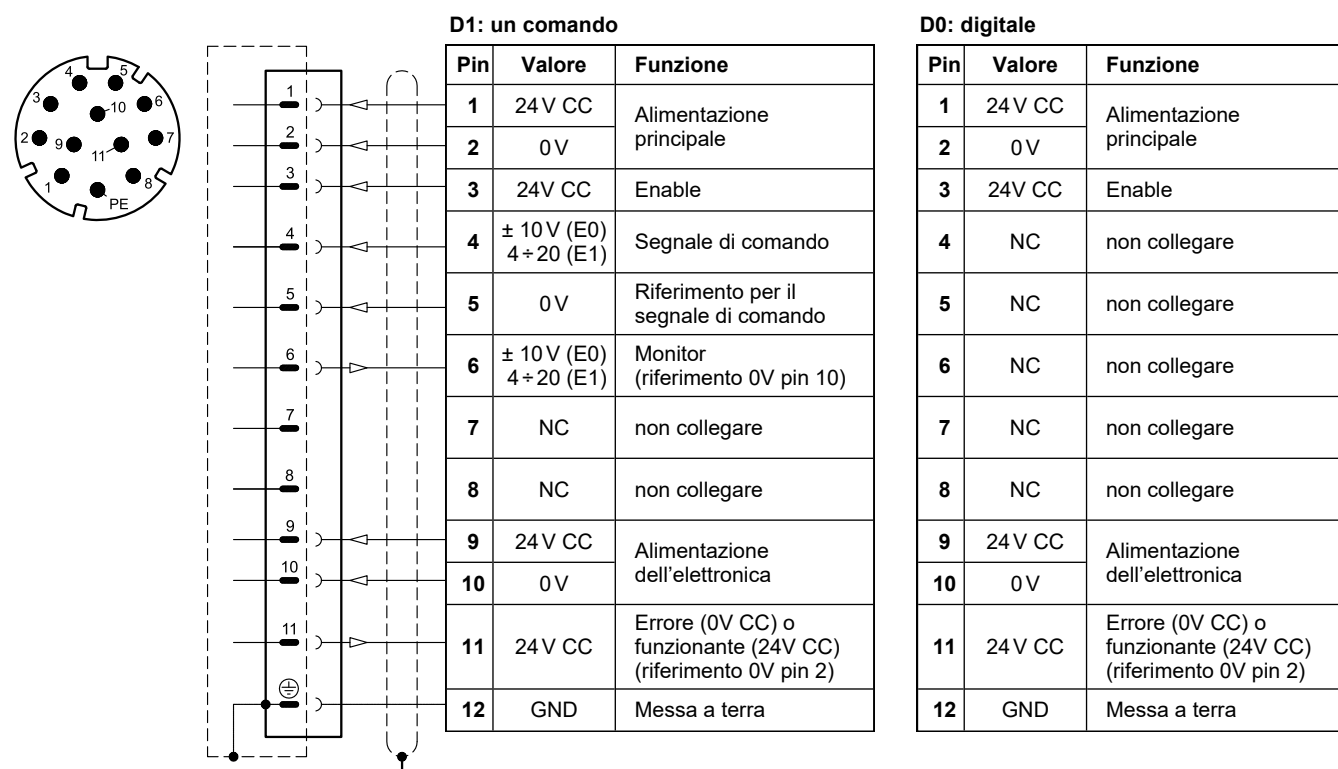 D1: un comando
Pin Valore Funzione
1 24 V CC Alimentazione principale
2 0 V
3 24V CC Enable
4 ± 10 V (E0) Segnale di comando
4 ÷ 20 (E1)
5 0 V Riferimento per il
segnale di comando
6 ± 10 V (E0) Monitor
4 ÷ 20 (E1) (riferimento 0V pin 10)
7 NC non collegare
8 NC non collegare
9 24 V CC Alimentazione
dell'elettronica
10 0 V
11 24 V CC Errore (0V CC) o
funzionante (24V CC)
(riferimento 0V pin 2)
12 GND Messa a terra
D0: digitale
Pin Valore Funzione
1 24 V CC Alimentazione
principale
2 0 V
3 24V CC Enable
4 NC non collegare
5 NC non collegare
6 NC non collegare
7 NC non collegare
8 NC non collegare
9 24 V CC Alimentazione
dell'elettronica
10 0 V
11 24 V CC Errore (0V CC) o
funzionante (24V CC)
(riferimento 0V pin 2)
12 GND Messa a terra
4 5
3 10 6
2 9 11 7
1 PE 8
1
2
3
4
5
6
7
8
9
10
11